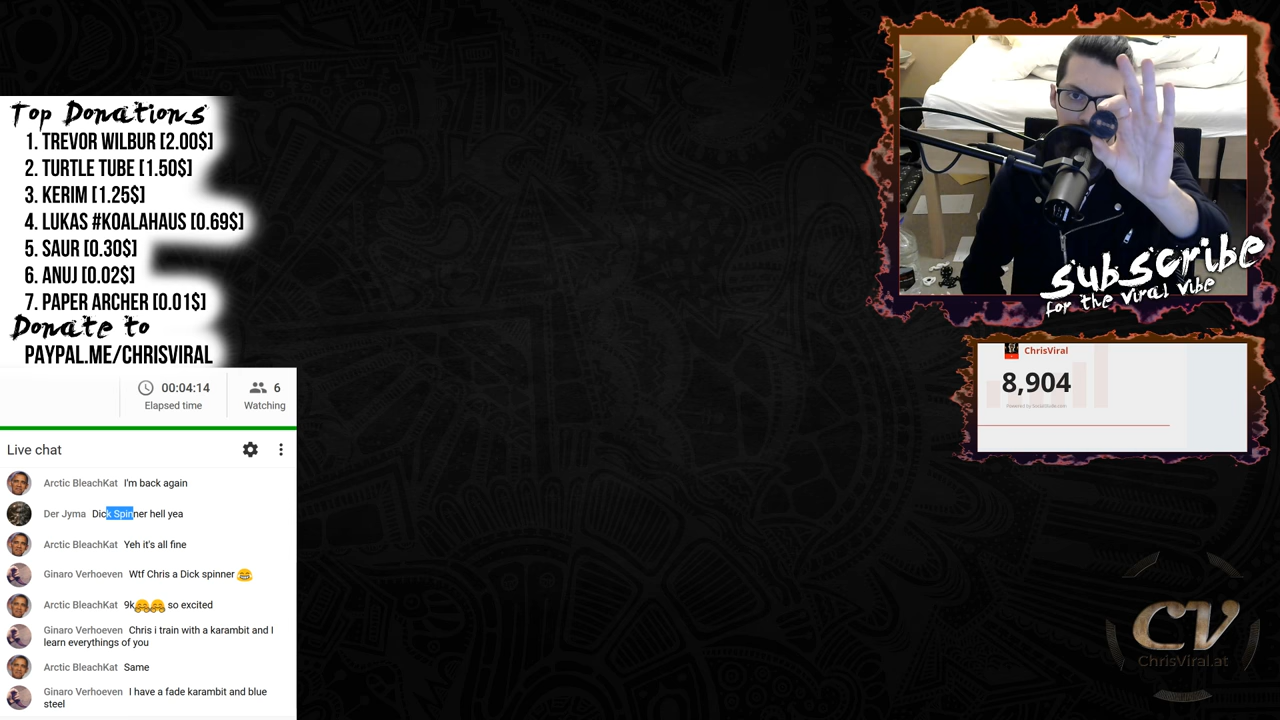 Top Donations
1. TREVOR WILBUR [2.00$]
2. TURTLE TUBE [1.50$]
3. KERIM [1.25$]
4. LUKAS #KOALAHAUS [0.69$]
5. SAUR [0.30$]
6. ANUJ [0.02$]
7. PAPER ARCHER [0.01$]
Donate to
PAYPAL.ME/CHRISVIRAL
00:04:14
Elapsed time
6
Watching
Live chat
Arctic BleachKat I'm back again
Der Jyma Dick Spinner hell yea
Arctic BleachKat Yeh it's all fine
Ginaro Verhoeven Wtf Chris a Dick spinner 😂
Arctic BleachKat 9k🤗🤗 so excited
Ginaro Verhoeven Chris i train with a karambit and I
learn everythings of you
Arctic BleachKat Same
Ginaro Verhoeven I have a fade karambit and blue
steel
Subscribe
for the viral vibe
ChrisViral
8,904
CV
ChrisViral.at